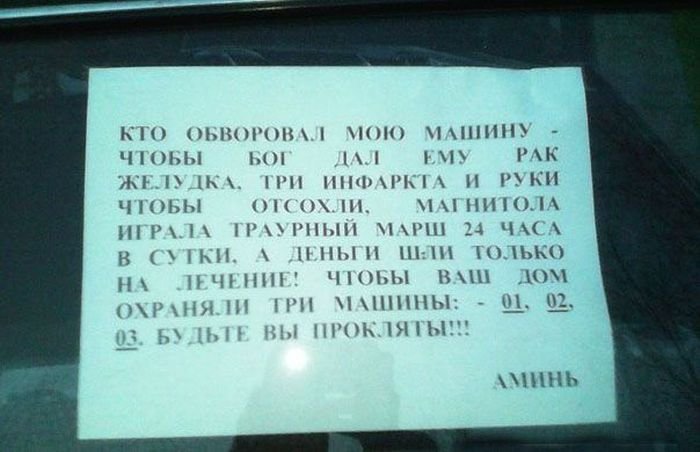 КТО ОБВОРОВАЛ МОЮ МАШИНУ -
ЧТОБЫ БОГ ДАЛ ЕМУ РАК
ЖЕЛУДКА, ТРИ ИНФАРКТА И РУКИ
ЧТОБЫ ОТСОХЛИ, МАГНИТОЛА
ИГРАЛА ТРАУРНЫЙ МАРШ 24 ЧАСА
В СУТКИ, А ДЕНЬГИ ШЛИ ТОЛЬКО
НА ЛЕЧЕНИЕ! ЧТОБЫ ВАШ ДОМ
ОХРАНЯЛИ ТРИ МАШИНЫ: - 01, 02,
03. БУДЬТЕ ВЫ ПРОКЛЯТЫ!!!
АМИНЬ